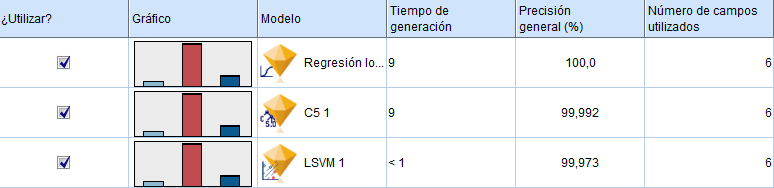 ¿Utilizar? Gráfico Modelo Tiempo de generación Precisión general (%) Número de campos utilizados
Regresión lo... 9 100,0 6
C5 1 9 99,992 6
LSVM 1 < 1 99,973 6